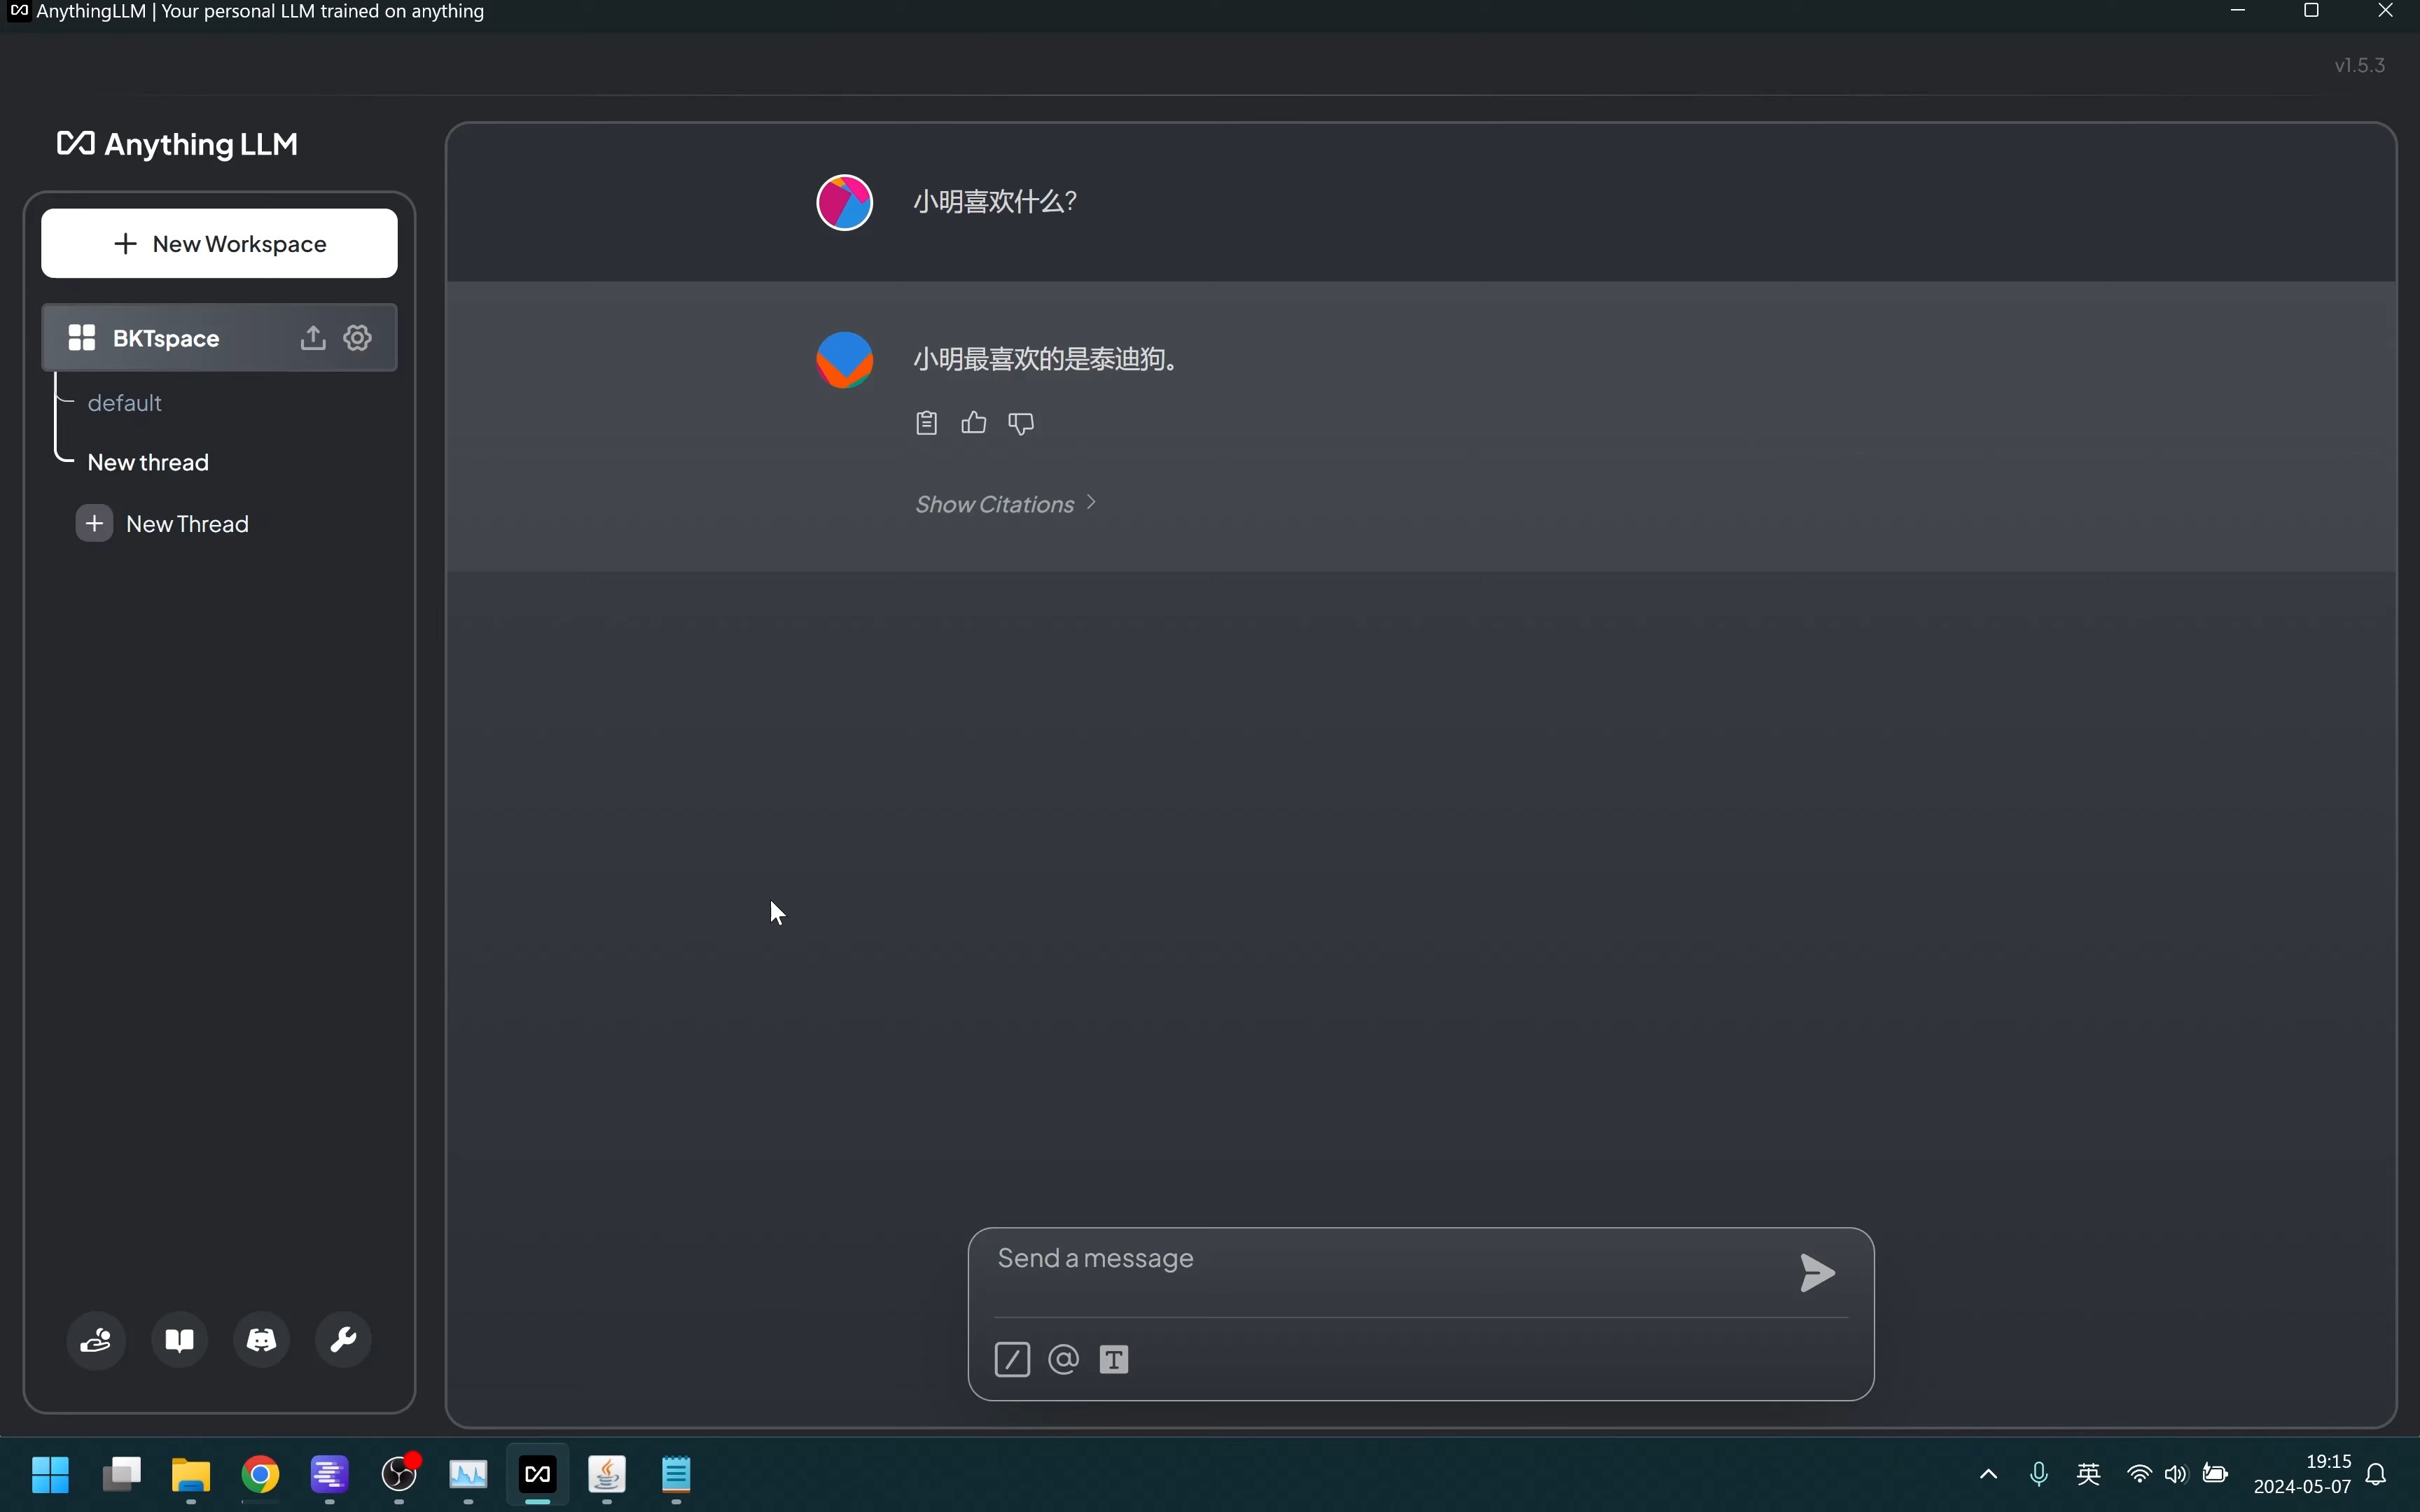 AnythingLLM | Your personal LLM trained on anything
v1.5.3
Anything LLM
New Workspace
BKTspace
default
New thread
New Thread
小明喜欢什么?
小明最喜欢的是泰迪狗。
Show Citations
Send a message
英
19:15
2024-05-07